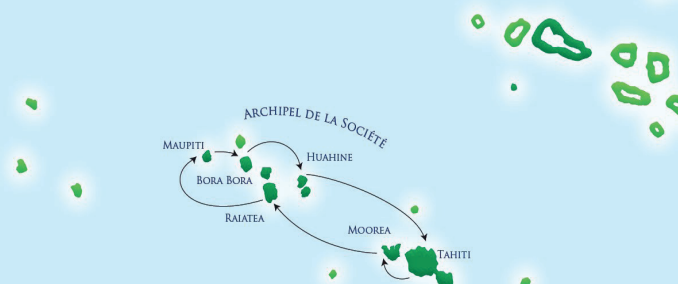 ARCHIPEL DE LA SOCIÉTÉ
MAUPITI
HUAHINE
BORA BORA
RAIATEA
MOOREA
TAHITI